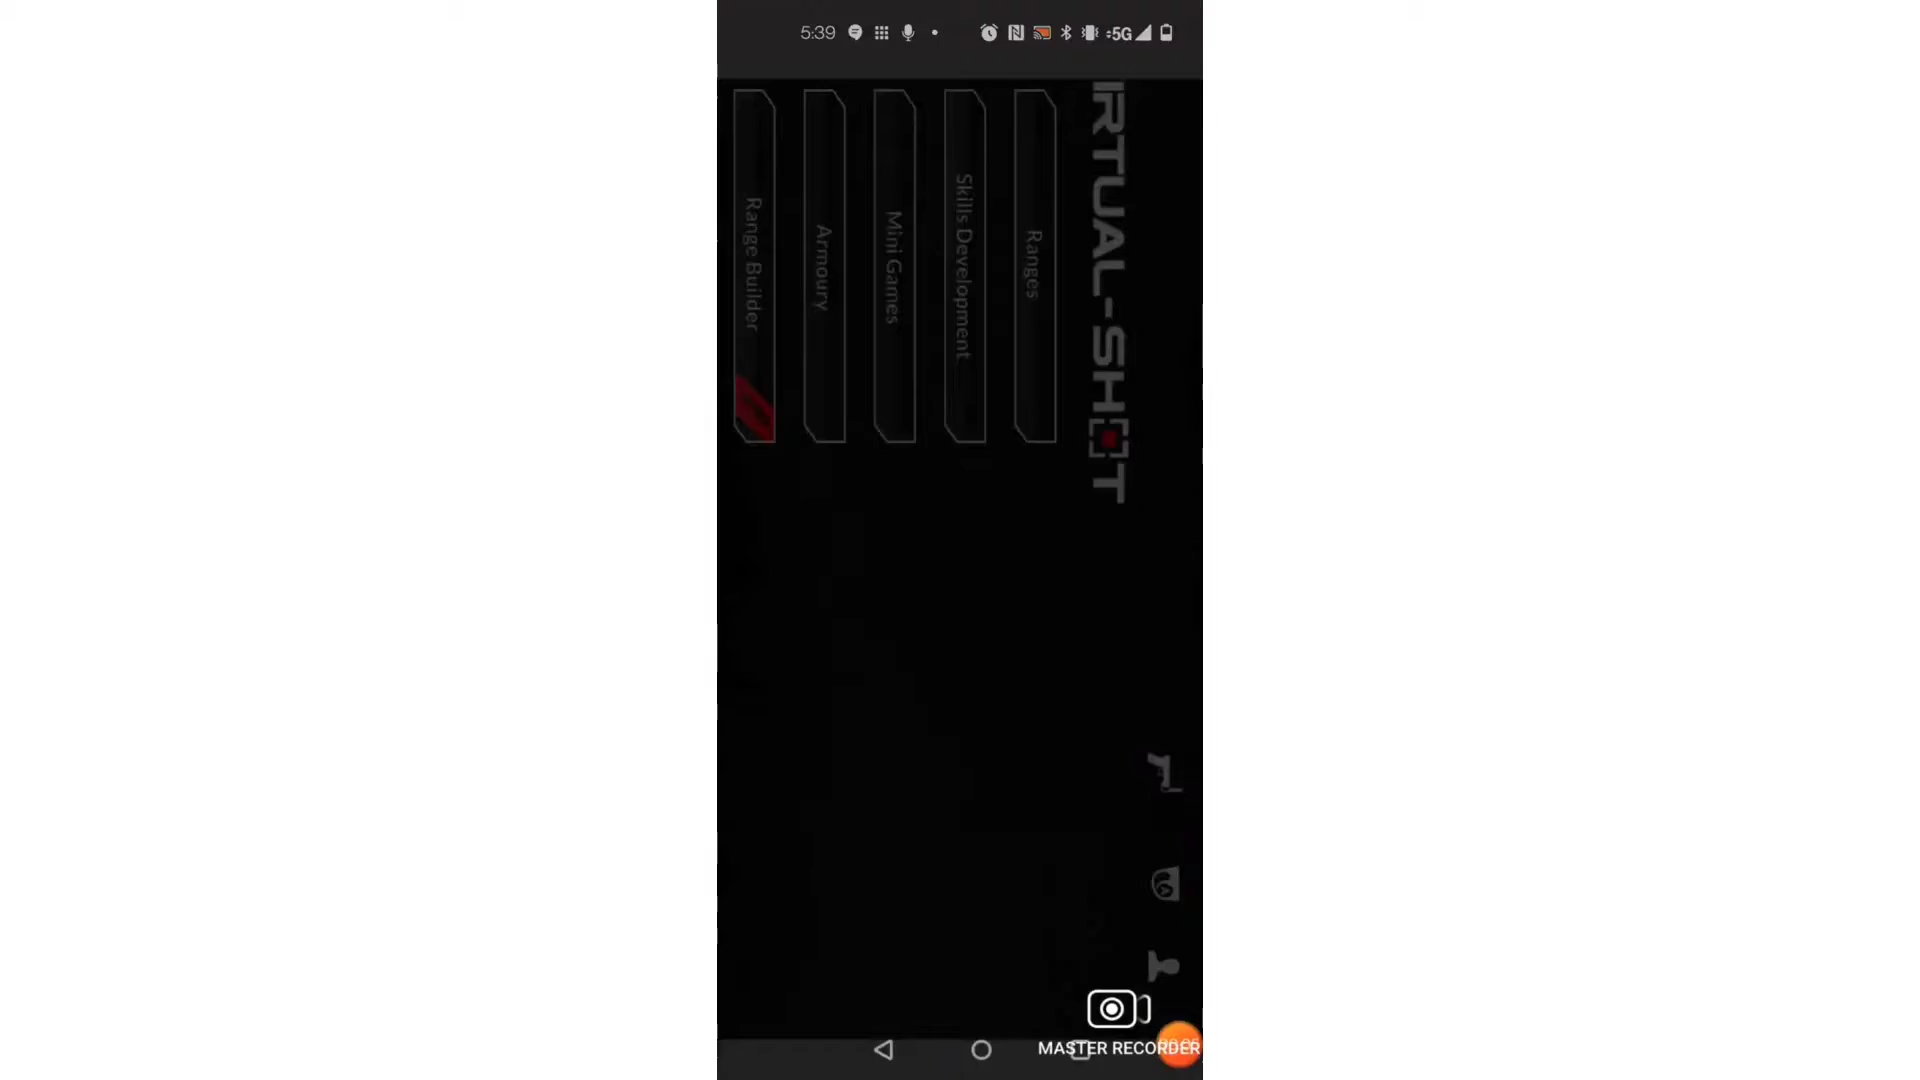 5:39
5G
IRTUAL-SHOT
Ranges
Skills Development
Mini Games
Armoury
Range Builder
MASTER RECORDER